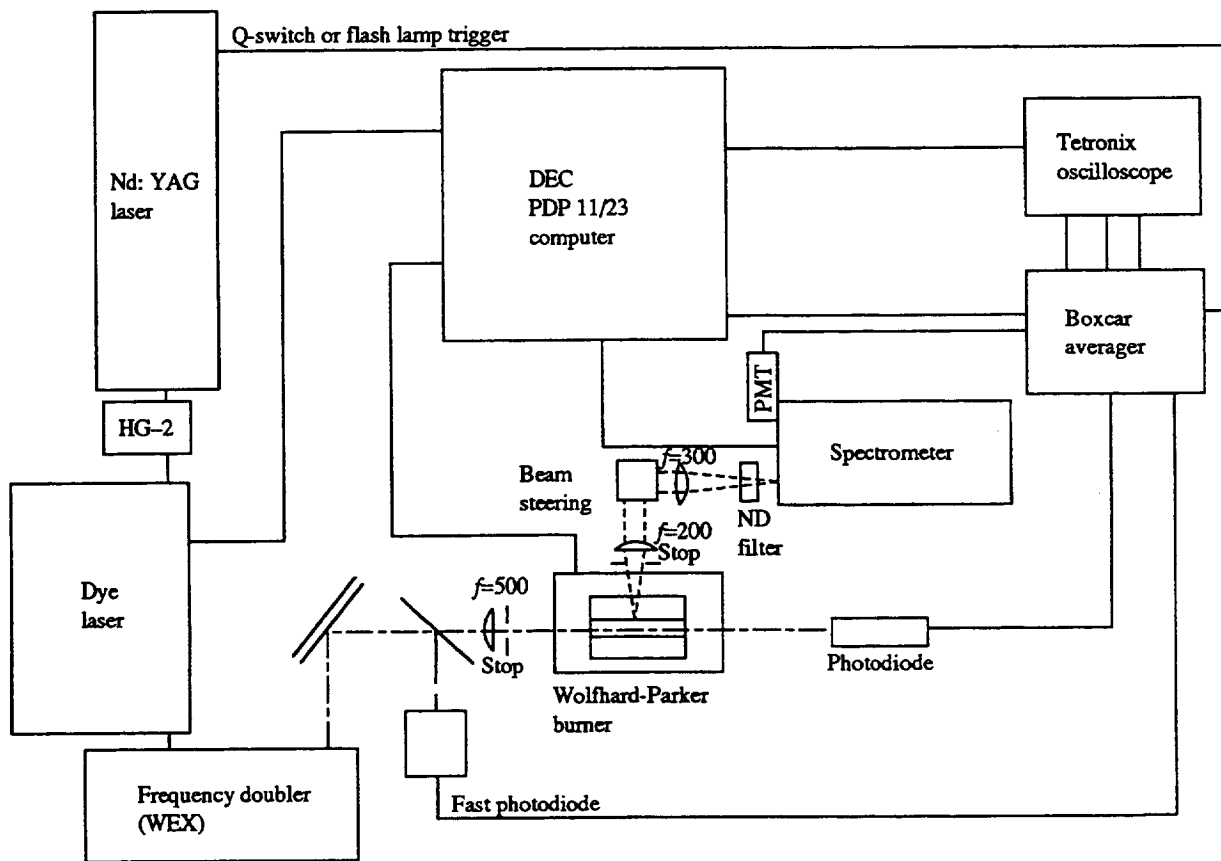 Q-switch or flash lamp trigger
Nd: YAG
laser
DEC
PDP 11/23
computer
Tetronix
oscilloscope
Boxcar
averager
HG–2
PMT
Spectrometer
f=300
Beam
steering
ND
filter
f=200
Stop
Dye
laser
f=500
Stop
Photodiode
Wolfhard-Parker
burner
Frequency doubler
(WEX)
Fast photodiode